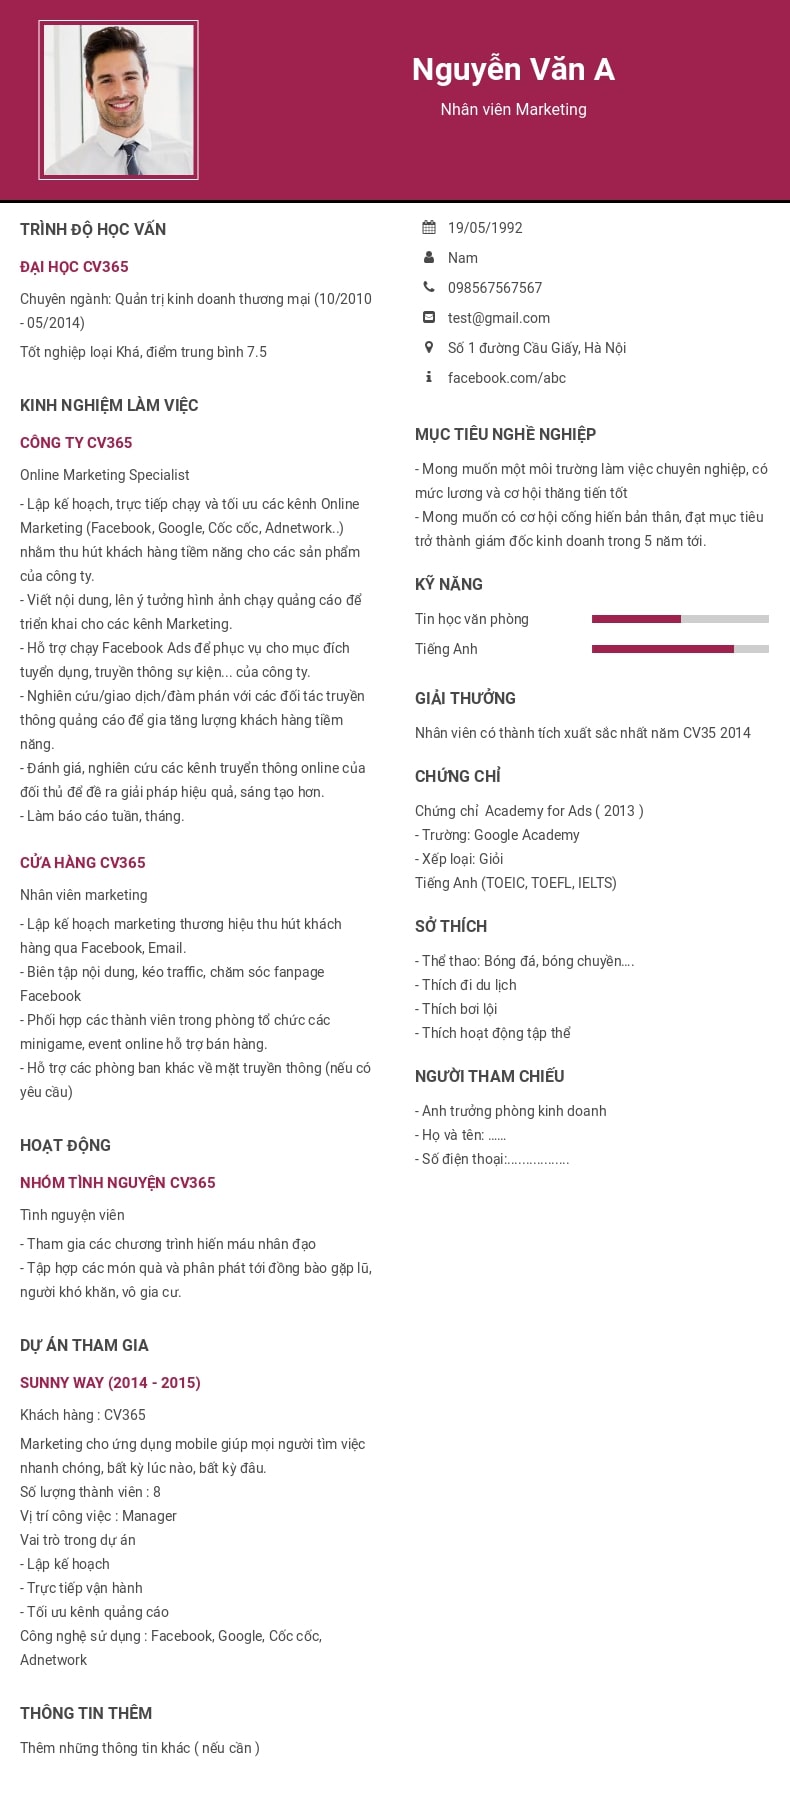 Nguyễn Văn A
Nhân viên Marketing
TRÌNH ĐỘ HỌC VẤN
ĐẠI HỌC CV365
Chuyên ngành: Quản trị kinh doanh thương mại (10/2010
- 05/2014)
Tốt nghiệp loại Khá, điểm trung bình 7.5
KINH NGHIỆM LÀM VIỆC
CÔNG TY CV365
Online Marketing Specialist
- Lập kế hoạch, trực tiếp chạy và tối ưu các kênh Online
Marketing (Facebook, Google, Cốc cốc, Adnetwork..)
nhằm thu hút khách hàng tiềm năng cho các sản phẩm
của công ty.
- Viết nội dung, lên ý tưởng hình ảnh chạy quảng cáo để
triển khai cho các kênh Marketing.
- Hỗ trợ chạy Facebook Ads để phục vụ cho mục đích
tuyển dụng, truyền thông sự kiện... của công ty.
- Nghiên cứu/giao dịch/đàm phán với các đối tác truyền
thông quảng cáo để gia tăng lượng khách hàng tiềm
năng.
- Đánh giá, nghiên cứu các kênh truyền thông online của
đối thủ để đề ra giải pháp hiệu quả, sáng tạo hơn.
- Làm báo cáo tuần, tháng.
CỬA HÀNG CV365
Nhân viên marketing
- Lập kế hoạch marketing thương hiệu thu hút khách
hàng qua Facebook, Email.
- Biên tập nội dung, kéo traffic, chăm sóc fanpage
Facebook
- Phối hợp các thành viên trong phòng tổ chức các
minigame, event online hỗ trợ bán hàng.
- Hỗ trợ các phòng ban khác về mặt truyền thông (nếu có
yêu cầu)
HOẠT ĐỘNG
NHÓM TÌNH NGUYỆN CV365
Tình nguyện viên
- Tham gia các chương trình hiến máu nhân đạo
- Tập hợp các món quà và phân phát tới đồng bào gặp lũ,
người khó khăn, vô gia cư.
DỰ ÁN THAM GIA
SUNNY WAY (2014 - 2015)
Khách hàng : CV365
Marketing cho ứng dụng mobile giúp mọi người tìm việc
nhanh chóng, bất kỳ lúc nào, bất kỳ đâu.
Số lượng thành viên : 8
Vị trí công việc : Manager
Vai trò trong dự án
- Lập kế hoạch
- Trực tiếp vận hành
- Tối ưu kênh quảng cáo
Công nghệ sử dụng : Facebook, Google, Cốc cốc,
Adnetwork
THÔNG TIN THÊM
Thêm những thông tin khác ( nếu cần )
19/05/1992
Nam
098567567567
test@gmail.com
Số 1 đường Cầu Giấy, Hà Nội
facebook.com/abc
MỤC TIÊU NGHỀ NGHIỆP
- Mong muốn một môi trường làm việc chuyên nghiệp, có
mức lương và cơ hội thăng tiến tốt
- Mong muốn có cơ hội cống hiến bản thân, đạt mục tiêu
trở thành giám đốc kinh doanh trong 5 năm tới.
KỸ NĂNG
Tin học văn phòng
Tiếng Anh
GIẢI THƯỞNG
Nhân viên có thành tích xuất sắc nhất năm CV35 2014
CHỨNG CHỈ
Chứng chỉ  Academy for Ads ( 2013 )
- Trường: Google Academy
- Xếp loại: Giỏi
Tiếng Anh (TOEIC, TOEFL, IELTS)
SỞ THÍCH
- Thể thao: Bóng đá, bóng chuyền....
- Thích đi du lịch
- Thích bơi lội
- Thích hoạt động tập thể
NGƯỜI THAM CHIẾU
- Anh trưởng phòng kinh doanh
- Họ và tên: ......
- Số điện thoại:.................